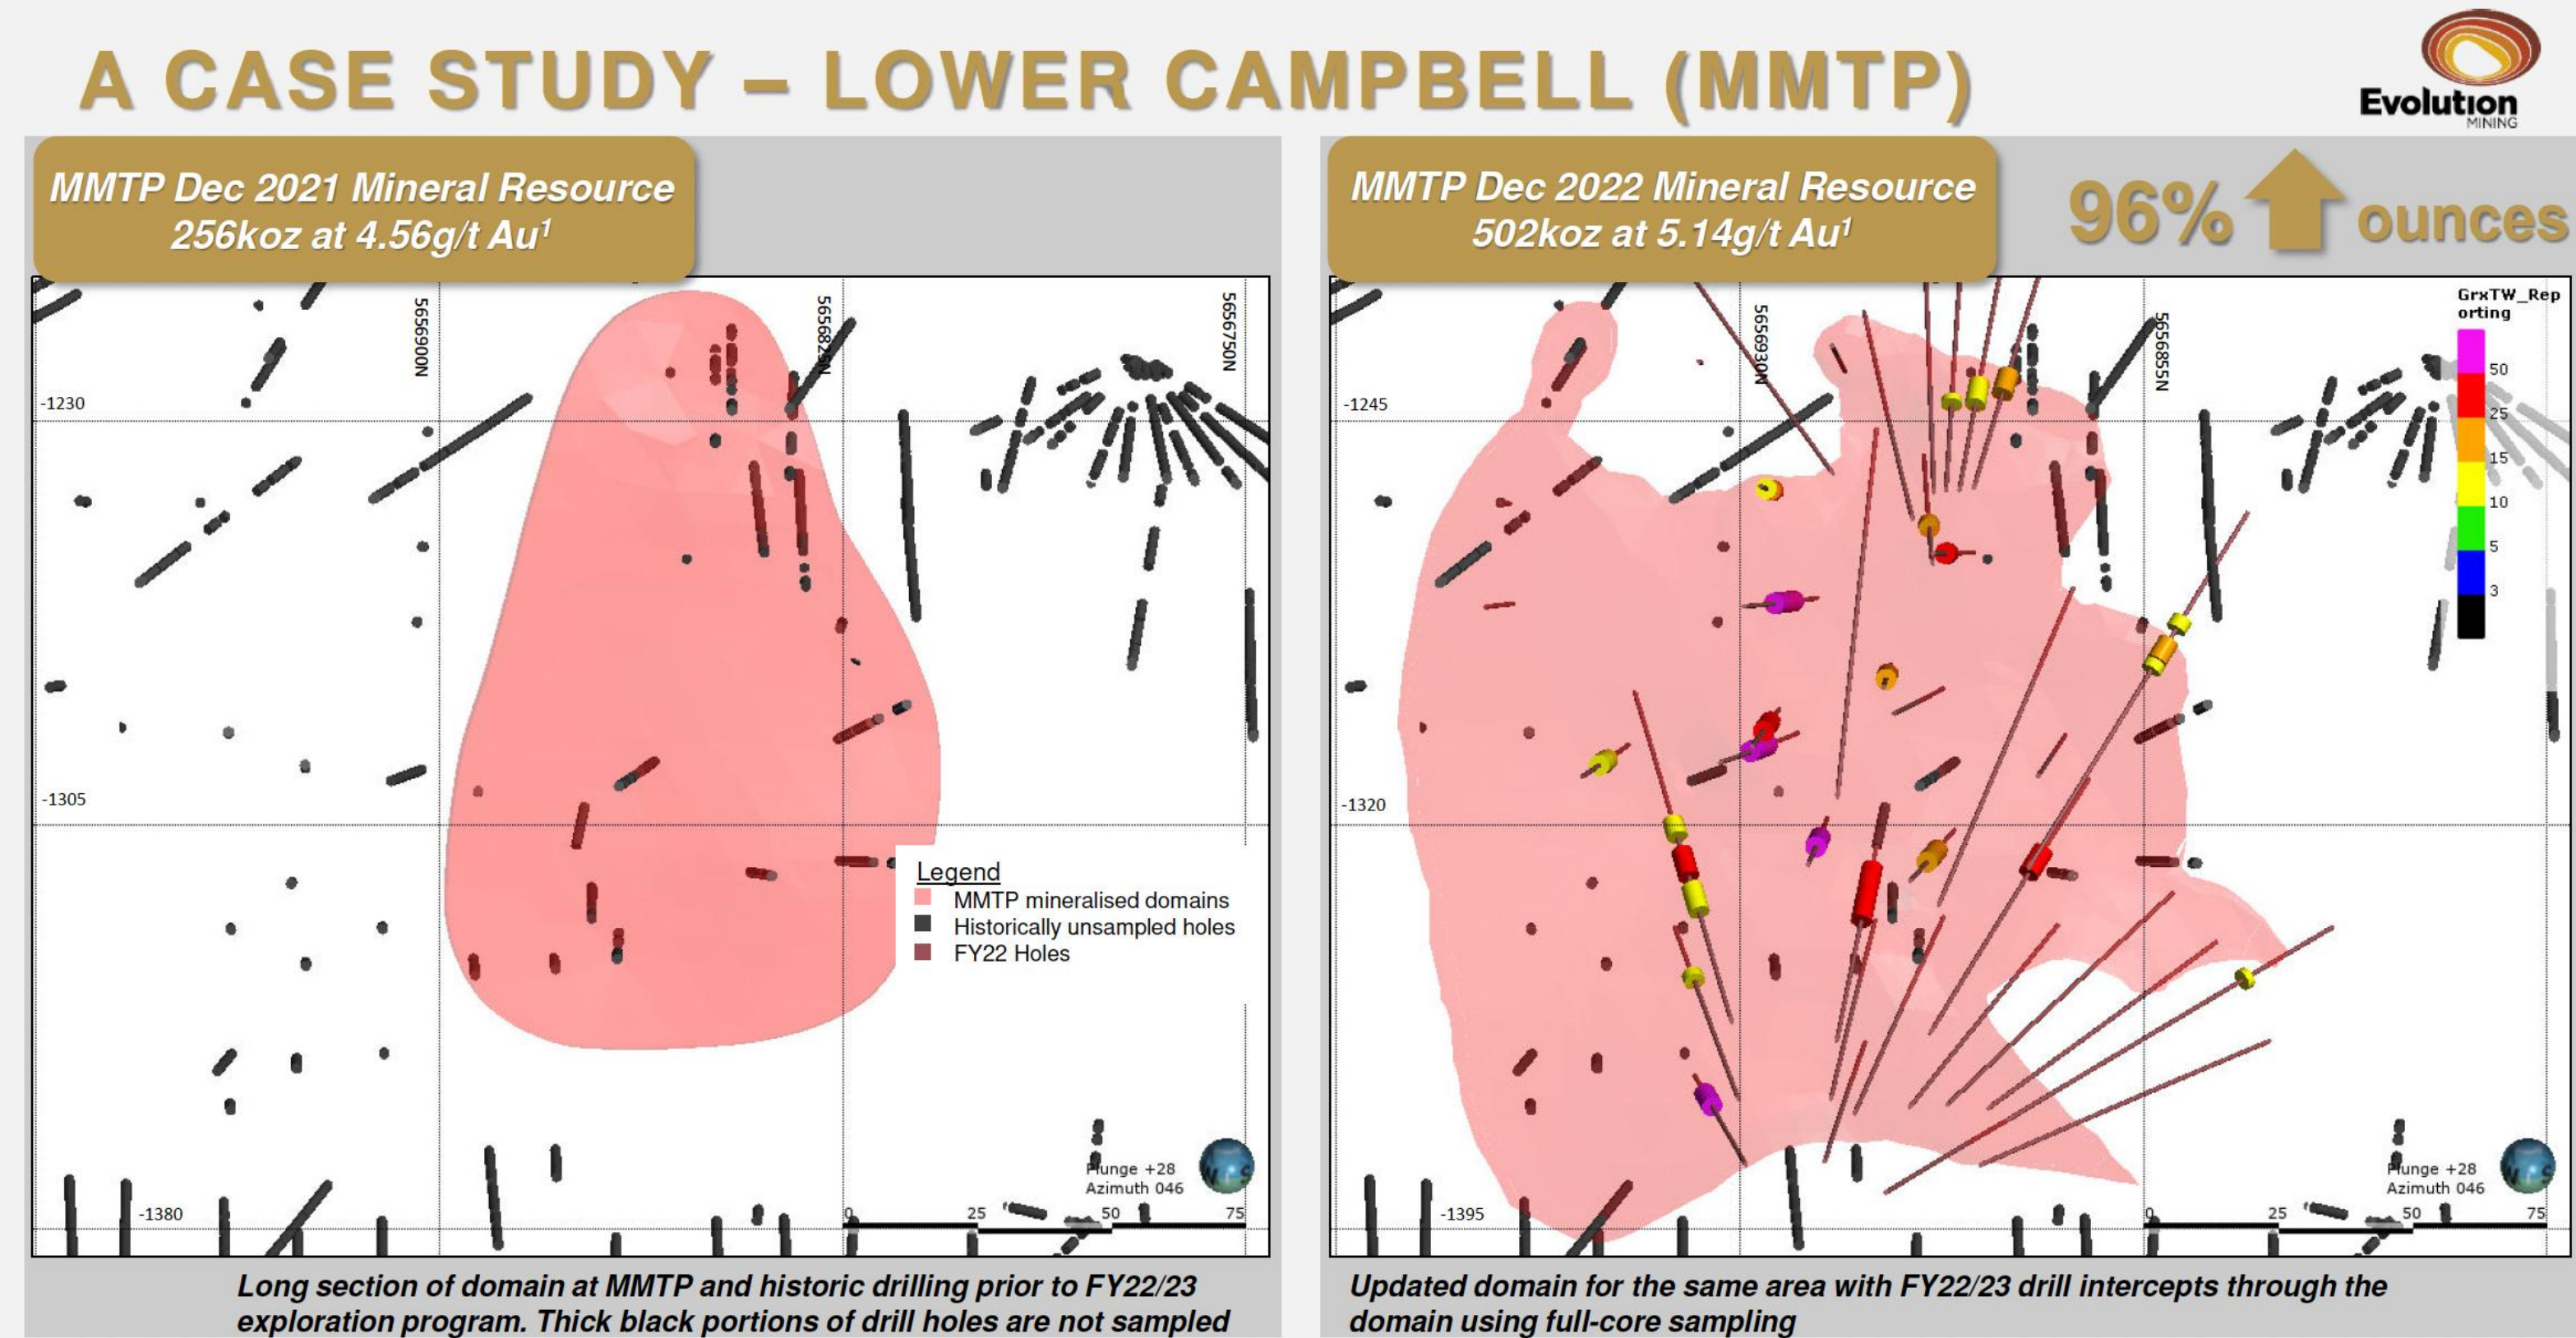 A CASE STUDY – LOWER CAMPBELL (MMTP)
Evolution
MINING
MMTP Dec 2021 Mineral Resource
256koz at 4.56g/t Au¹
5656900N
5656750N
-1230
-1305
-1380
Legend
MMTP mineralised domains
Historically unsampled holes
FY22 Holes
Plunge +28
Azimuth 046
0 25 50 75
Long section of domain at MMTP and historic drilling prior to FY22/23
exploration program. Thick black portions of drill holes are not sampled
MMTP Dec 2022 Mineral Resource
502koz at 5.14g/t Au¹
96% ounces
5656930N
5656855N
-1245
-1320
-1395
GrxTW_Rep
orting
50
25
15
10
5
3
Plunge +28
Azimuth 046
0 25 50 75
Updated domain for the same area with FY22/23 drill intercepts through the
domain using full-core sampling